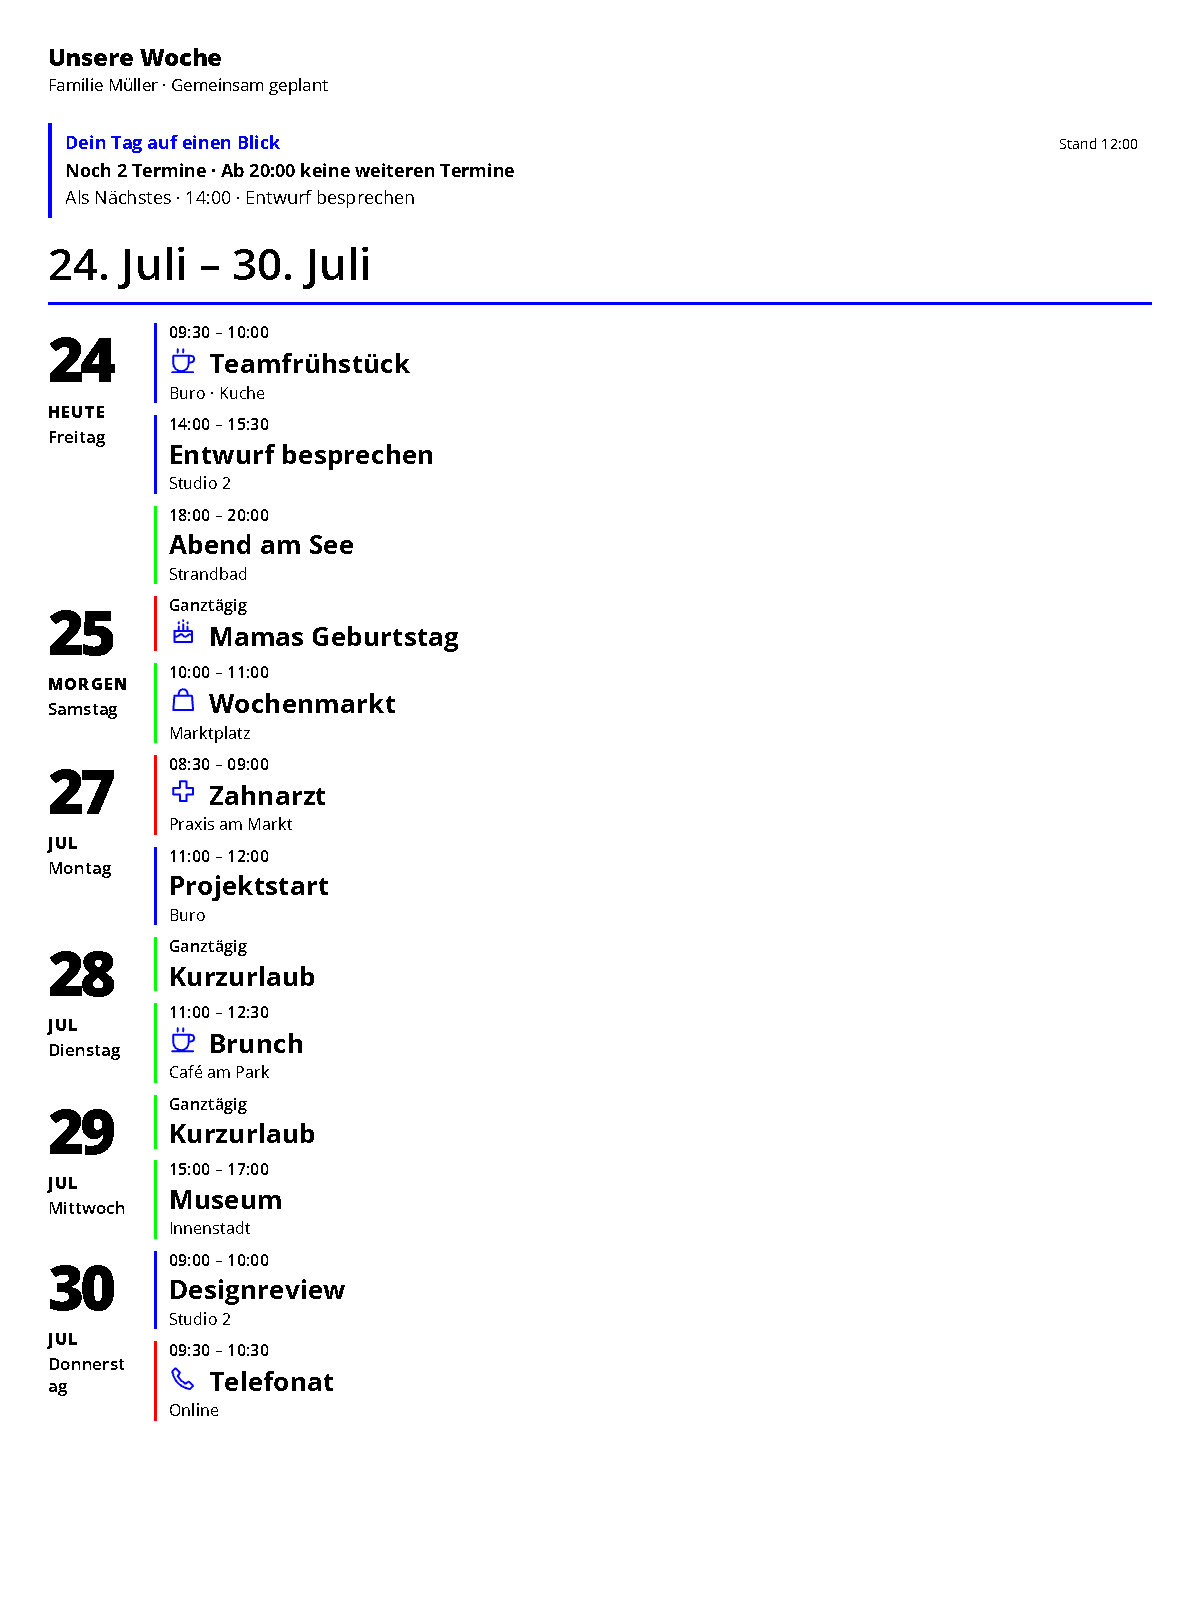 Unsere Woche
Familie Müller · Gemeinsam geplant
Dein Tag auf einen Blick
Stand 12:00
Noch 2 Termine · Ab 20:00 keine weiteren Termine
Als Nächstes · 14:00 · Entwurf besprechen
24. Juli – 30. Juli
24
HEUTE
Freitag
09:30 – 10:00
Teamfrühstück
Buro · Kuche
14:00 – 15:30
Entwurf besprechen
Studio 2
18:00 – 20:00
Abend am See
Strandbad
25
MORGEN
Samstag
Ganztägig
Mamas Geburtstag
10:00 – 11:00
Wochenmarkt
Marktplatz
27
JUL
Montag
08:30 – 09:00
Zahnarzt
Praxis am Markt
11:00 – 12:00
Projektstart
Buro
28
JUL
Dienstag
Ganztägig
Kurzurlaub
11:00 – 12:30
Brunch
Café am Park
29
JUL
Mittwoch
Ganztägig
Kurzurlaub
15:00 – 17:00
Museum
Innenstadt
30
JUL
Donnerst
ag
09:00 – 10:00
Designreview
Studio 2
09:30 – 10:30
Telefonat
Online